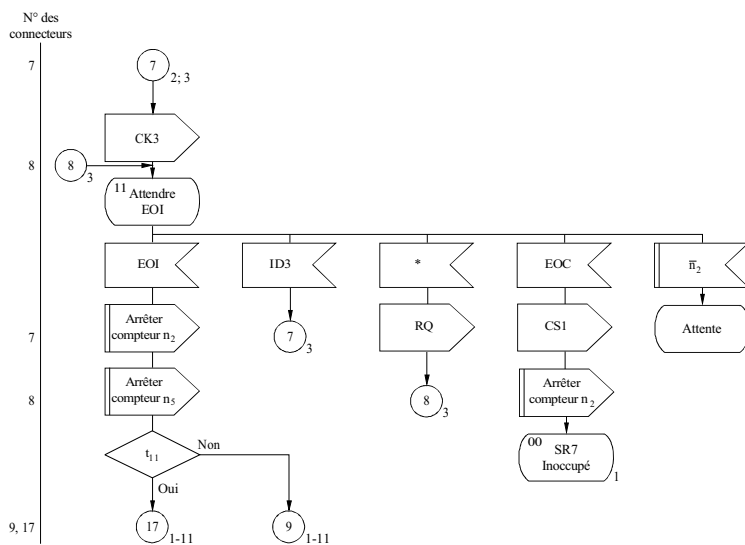 N° des
connecteurs
7
7
2; 3
CK3
8
8
3
11 Attendre
EOI
EOI
ID3
*
EOC
n̅2
Arrêter
compteur n2
7
3
RQ
CS1
Attente
7
Arrêter
compteur n5
8
3
Arrêter
compteur n2
8
t11
Non
Oui
00 SR7
Inoccupé
1
9, 17
17
1-11
9
1-11